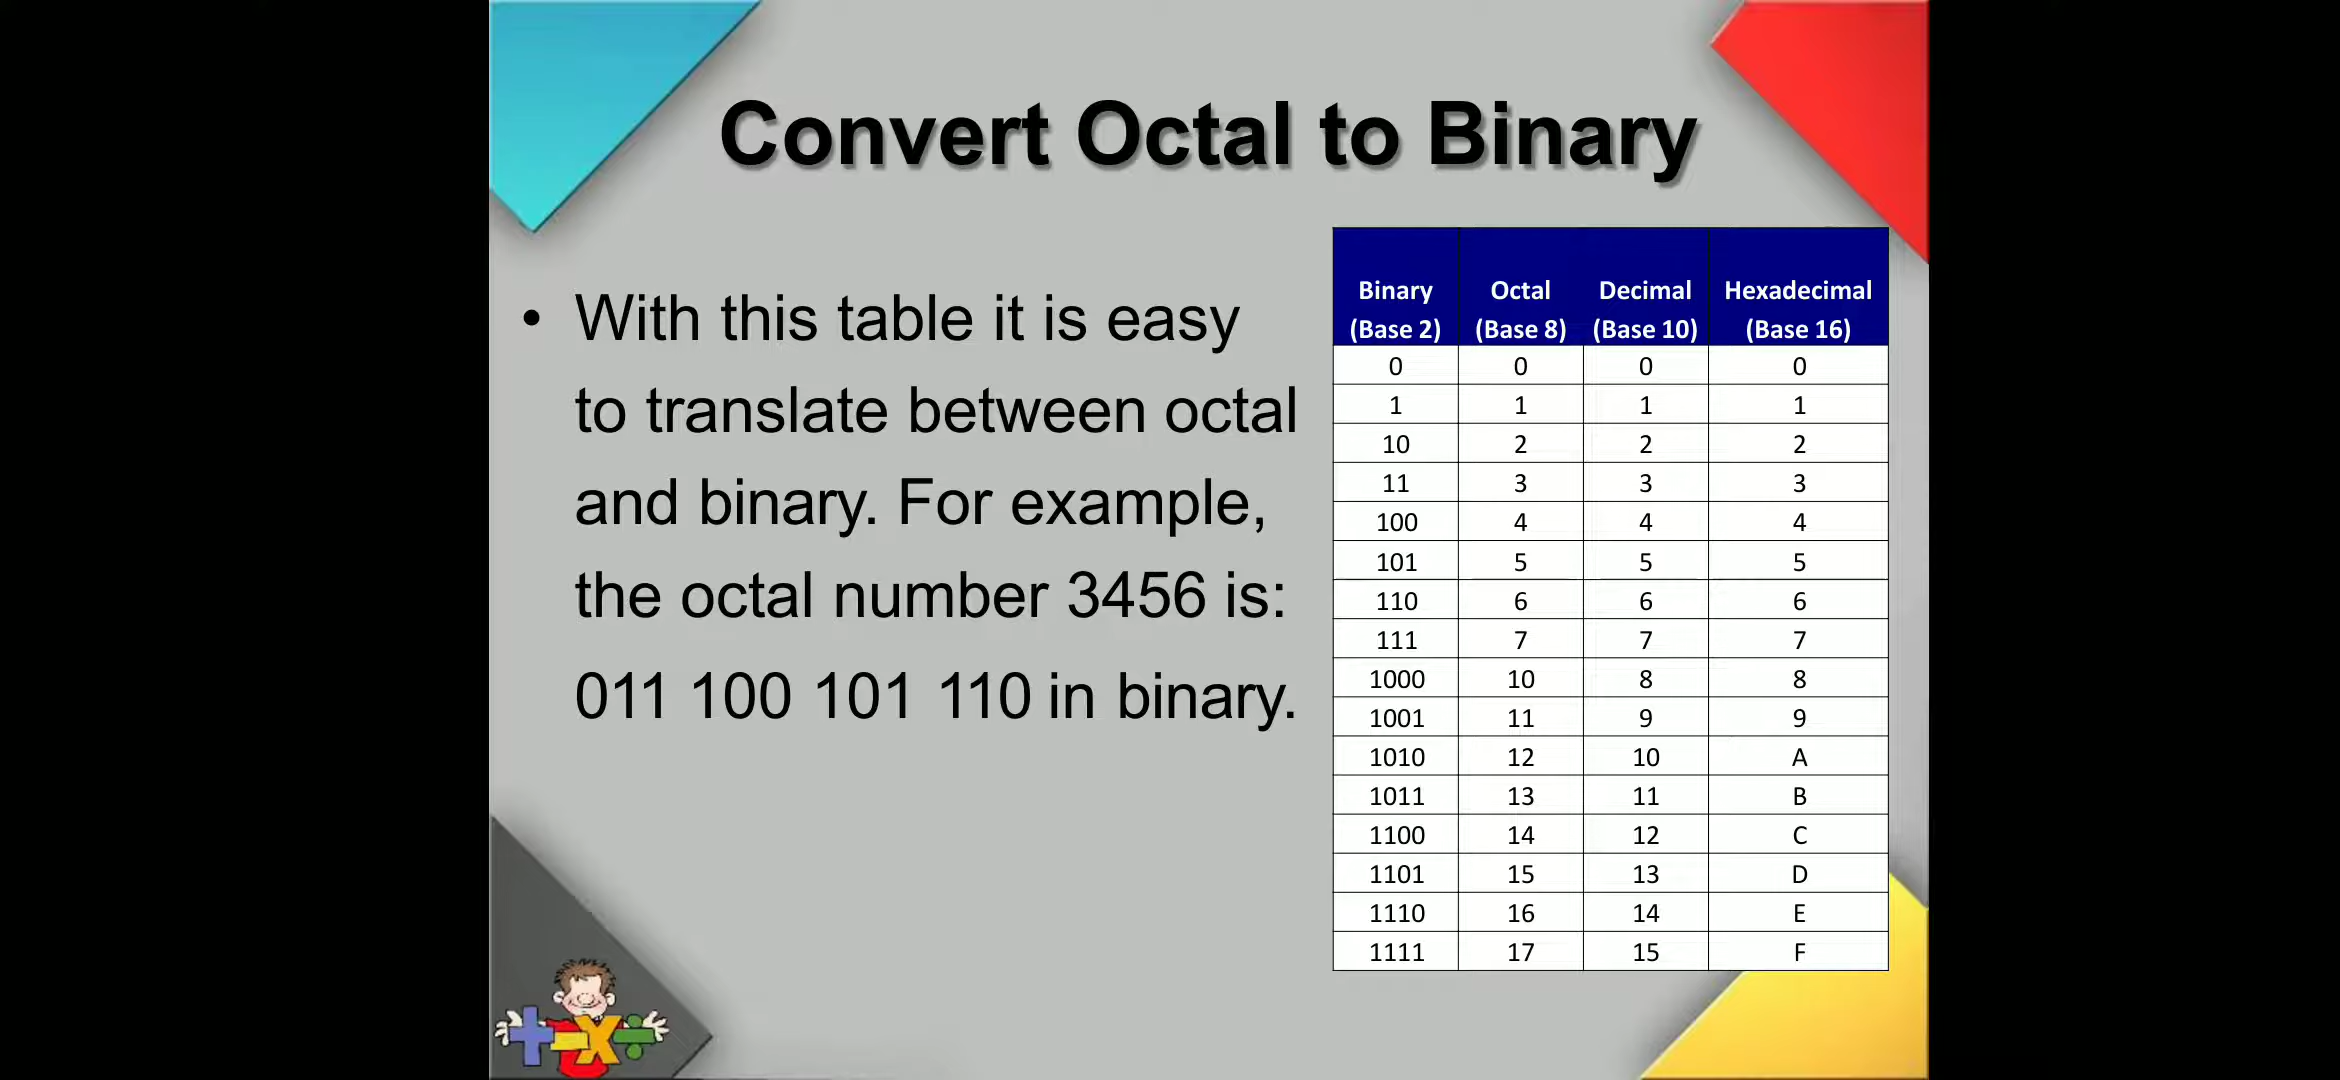 Convert Octal to Binary
• With this table it is easy
to translate between octal
and binary. For example,
the octal number 3456 is:
011 100 101 110 in binary.
Binary (Base 2) Octal (Base 8) Decimal (Base 10) Hexadecimal (Base 16)
0 0 0 0
1 1 1 1
10 2 2 2
11 3 3 3
100 4 4 4
101 5 5 5
110 6 6 6
111 7 7 7
1000 10 8 8
1001 11 9 9
1010 12 10 A
1011 13 11 B
1100 14 12 C
1101 15 13 D
1110 16 14 E
1111 17 15 F